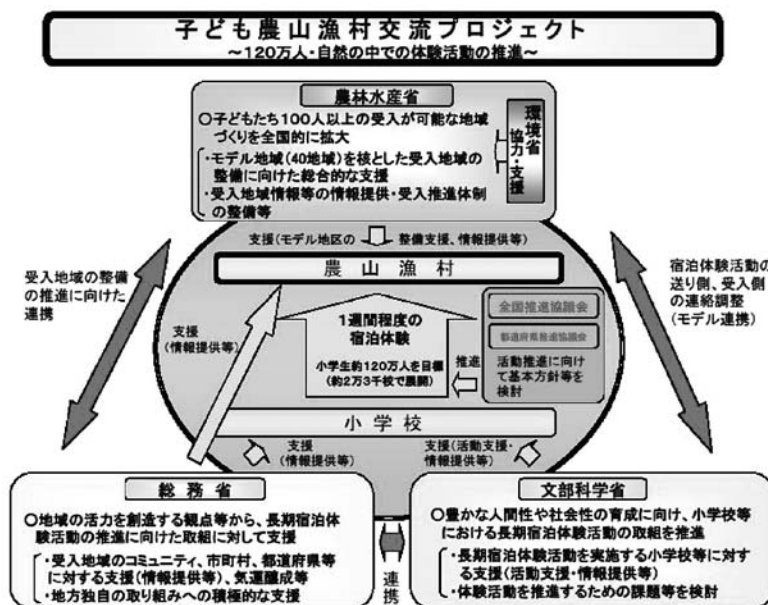 子ども農山漁村交流プロジェクト
～120万人・自然の中での体験活動の推進～
農林水産省
○子どもたち100人以上の受入が可能な地域
づくりを全国的に拡大
・モデル地域(40地域)を核とした受入地域の
整備に向けた総合的な支援
・受入地域情報等の情報提供・受入推進体制
の整備等
環境省
協力・支援
支援(モデル地区の 整備支援、情報提供等)
農山漁村
受入地域の整備
の推進に向けた
連携
宿泊体験活動の
送り側、受入側
の連絡調整
(モデル連携)
支援
(情報提供等)
1週間程度の
宿泊体験
小学生約120万人を目標
(約2万3千校で展開)
推進
全国推進協議会
都道府県推進協議会
活動推進に向け
て基本方針等を
検討
小学校
支援
(情報提供等)
支援(活動支援・
情報提供等)
総務省
○地域の活力を創造する観点等から、長期宿泊体
験活動の推進に向けた取組に対して支援
・受入地域のコミュニティ、市町村、都道府県等
に対する支援(情報提供等)、気運醸成等
・地方独自の取り組みへの積極的な支援
連携
文部科学省
○豊かな人間性や社会性の育成に向け、小学校等
における長期宿泊体験活動の取組を推進
・長期宿泊体験活動を実施する小学校等に対す
る支援(活動支援・情報提供等)
・体験活動を推進するための課題等を検討